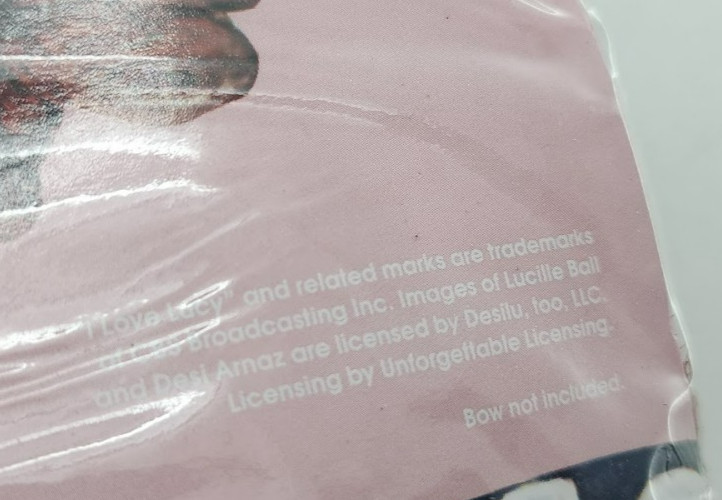 "I Love Lucy" and related marks are trademarks
of CBS Broadcasting Inc. Images of Lucille Ball
and Desi Arnaz are licensed by Desilu, too, LLC.
Licensing by Unforgettable Licensing.
Bow not included.